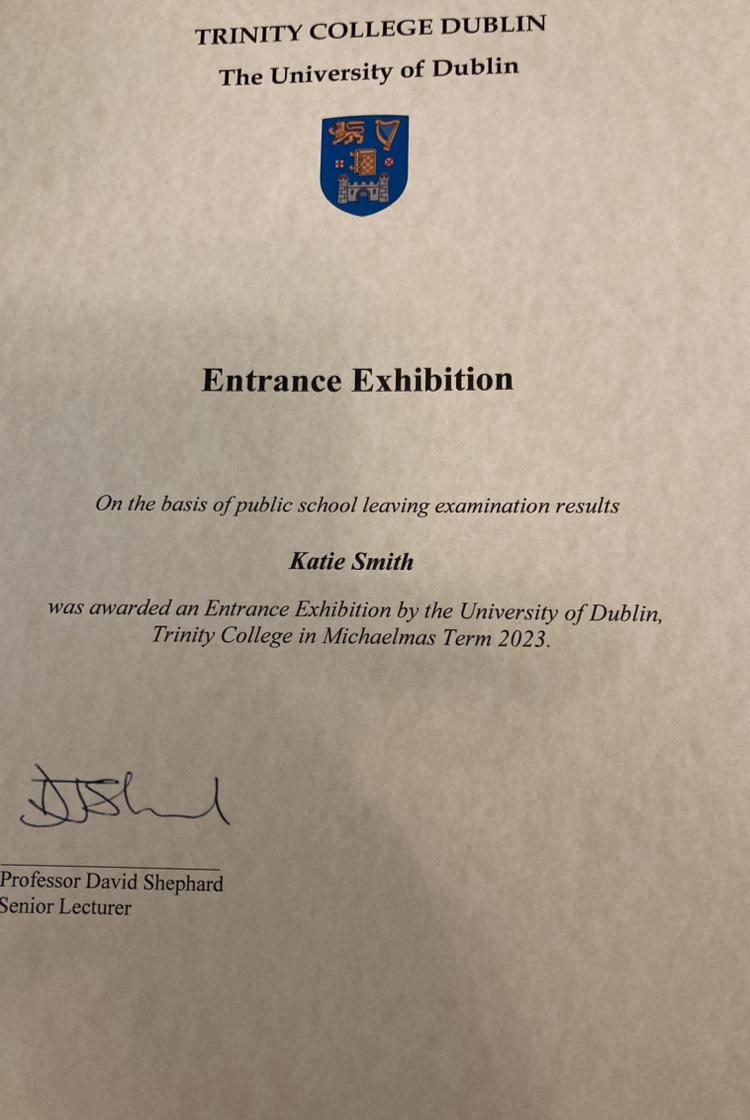 TRINITY COLLEGE DUBLIN
The University of Dublin
Entrance Exhibition
On the basis of public school leaving examination results
Katie Smith
was awarded an Entrance Exhibition by the University of Dublin,
Trinity College in Michaelmas Term 2023.
Professor David Shephard
Senior Lecturer